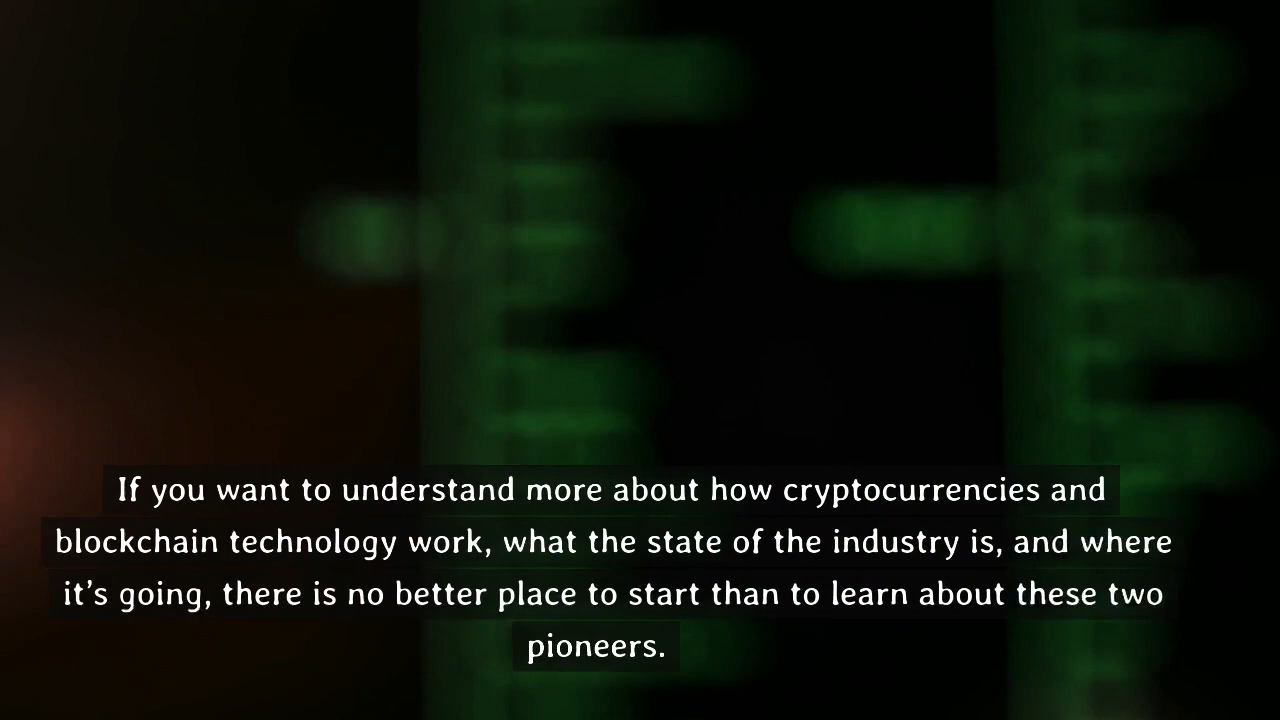 If you want to understand more about how cryptocurrencies and
blockchain technology work, what the state of the industry is, and where
it’s going, there is no better place to start than to learn about these two
pioneers.